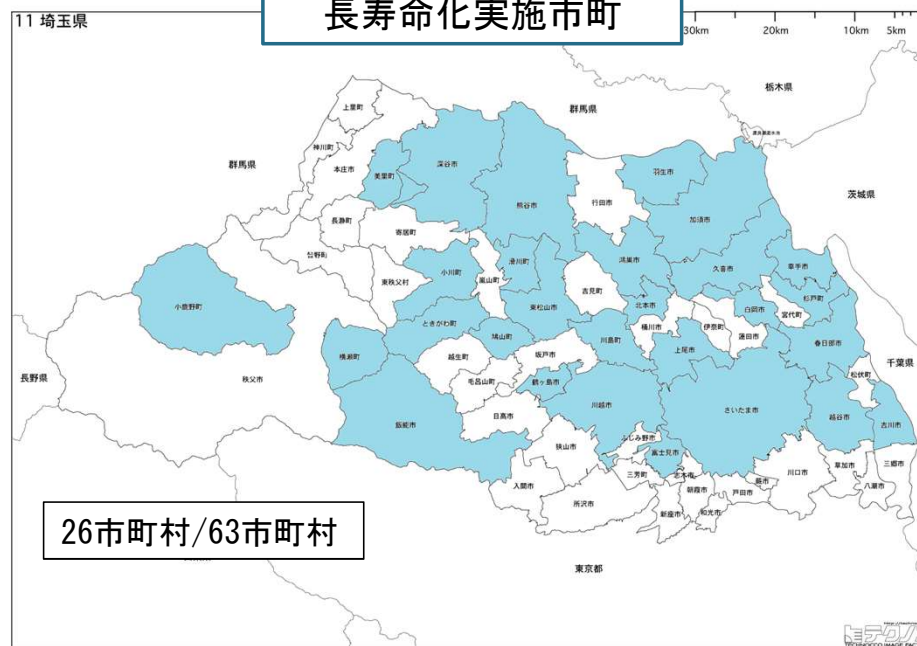 長寿命化実施市町
11 埼玉県
30km
20km
10km
5km
栃木県
群馬県
上里町
神川町
群馬県
本庄市
美里町
深谷市
熊谷市
行田市
羽生市
加須市
茨城県
長瀞町
皆野町
寄居町
東秩父村
小川町
嵐山町
滑川町
東松山市
吉見町
鴻巣市
久喜市
幸手市
小鹿野町
ときがわ町
鳩山町
川島町
北本市
桶川市
伊奈町
蓮田市
白岡市
宮代町
杉戸町
上尾市
春日部市
横瀬町
越生町
坂戸市
毛呂山町
鶴ヶ島市
川越市
さいたま市
松伏町
千葉県
長野県
秩父市
飯能市
日高市
狭山市
ふじみ野市
富士見市
越谷市
吉川市
入間市
所沢市
三芳町
志木市
朝霞市
新座市
和光市
戸田市
蕨市
川口市
草加市
八潮市
三郷市
26市町村/63市町村
東京都